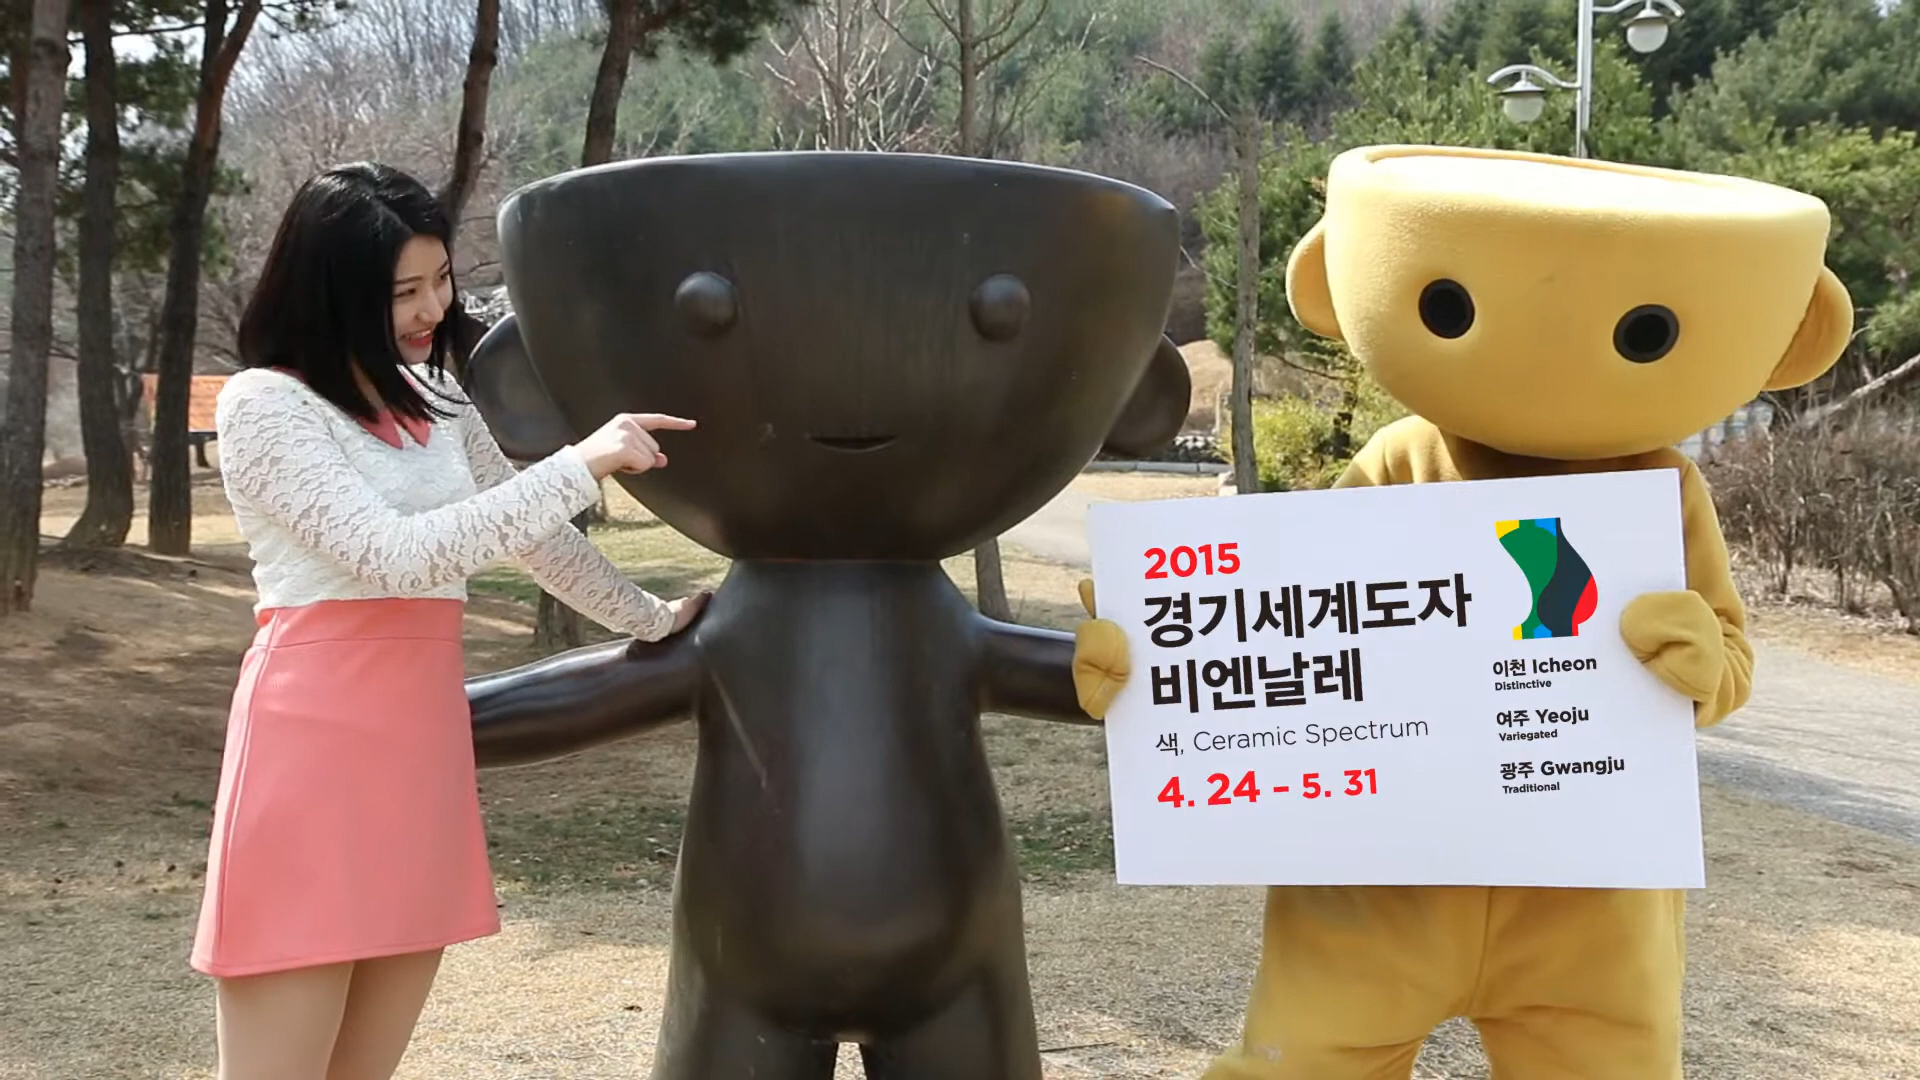 2015
경기세계도자
비엔날레
색, Ceramic Spectrum
4. 24 - 5. 31
이천 Icheon
Distinctive
여주 Yeoju
Variegated
광주 Gwangju
Traditional